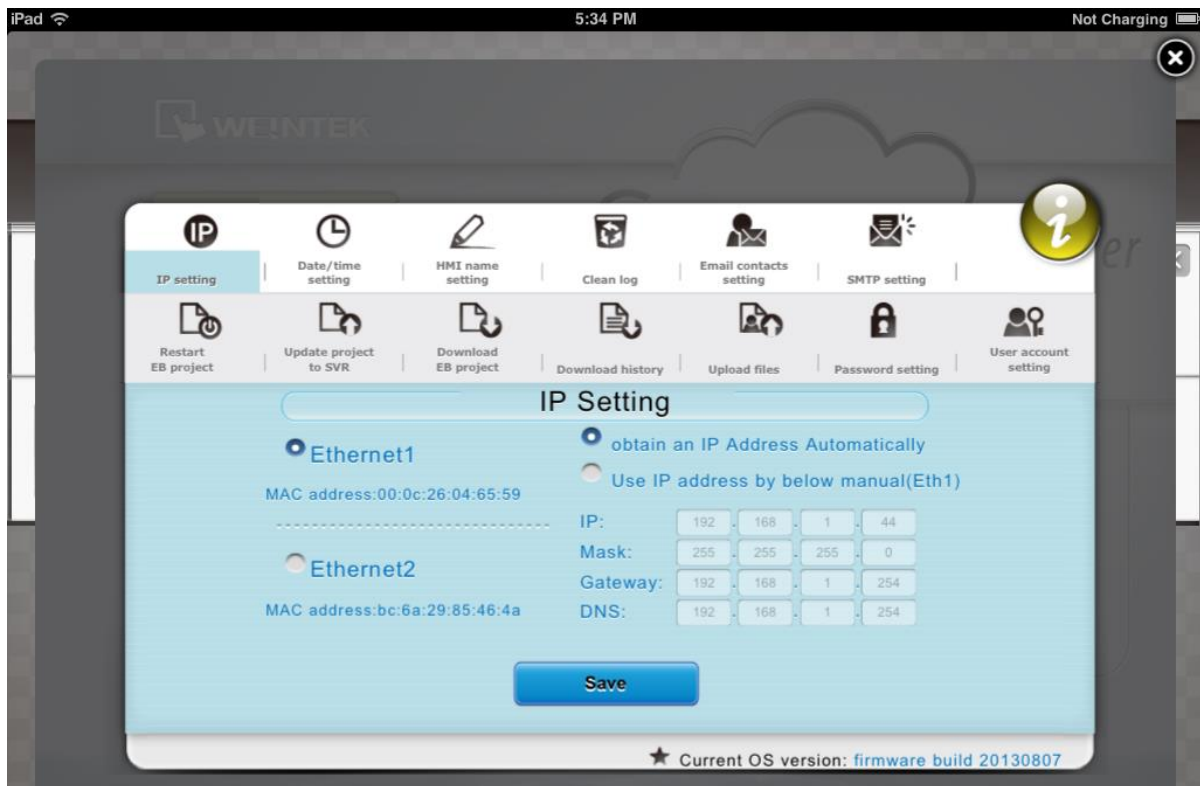 iPad 5:34 PM Not Charging
WEINTEK
er
IP
IP setting
Date/time
setting
HMI name
setting
Clean log
Email contacts
setting
SMTP setting
i
Restart
EB project
Update project
to SVR
Download
EB project
Download history
Upload files
Password setting
User account
setting
IP Setting
Ethernet1
MAC address:00:0c:26:04:65:59
Ethernet2
MAC address:bc:6a:29:85:46:4a
obtain an IP Address Automatically
Use IP address by below manual(Eth1)
IP: 192 . 168 . 1 . 44
Mask: 255 . 255 . 255 . 0
Gateway: 192 . 168 . 1 . 254
DNS: 192 . 168 . 1 . 254
Save
★ Current OS version: firmware build 20130807